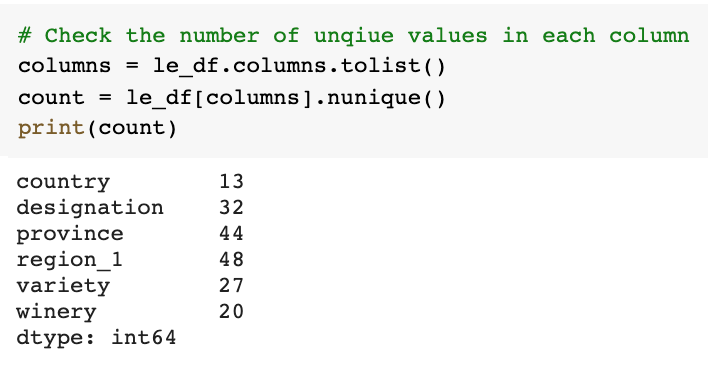 # Check the number of unqiue values in each column
columns = le_df.columns.tolist()
count = le_df[columns].nunique()
print(count)
country 13
designation 32
province 44
region_1 48
variety 27
winery 20
dtype: int64